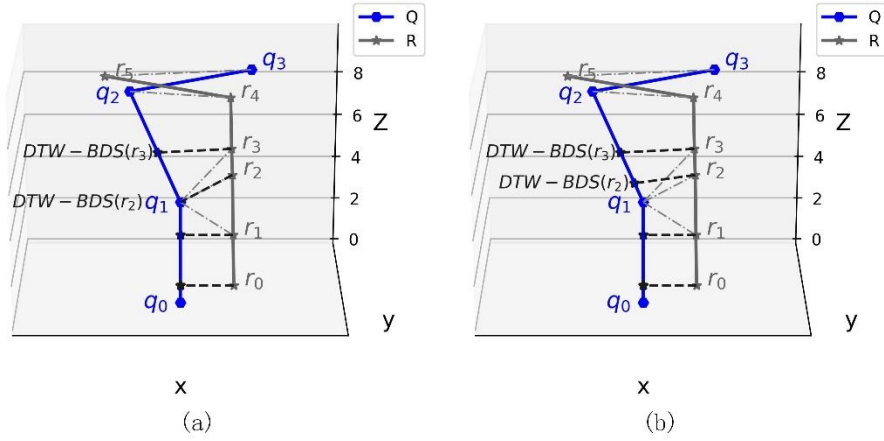 Q
R
q₃
r₅
8
q₂
r₄
6
Z
r₃
DTW − BDS(r₃)
4
r₂
DTW − BDS(r₂)
q₁
2
r₁
0
r₀
q₀
y
x
(a)
Q
R
q₃
r₅
8
q₂
r₄
6
Z
r₃
DTW − BDS(r₃)
4
r₂
DTW − BDS(r₂)
q₁
2
r₁
0
r₀
q₀
y
x
(b)